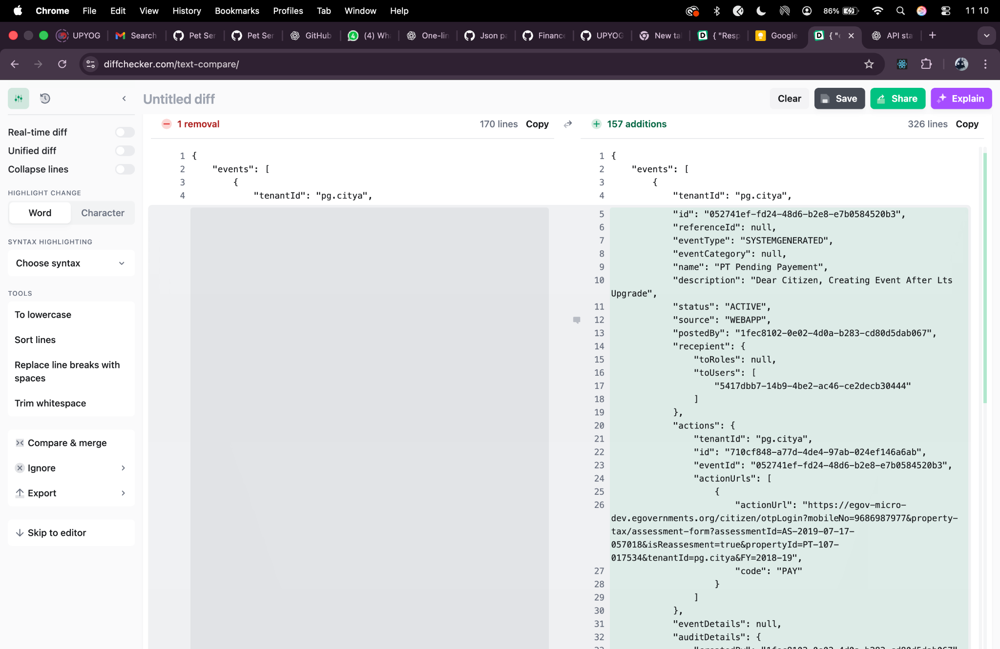 Chrome File Edit View History Bookmarks Profiles Tab Window Help 86% 11 10
UPYOG Search Pet Ser Pet Ser GitHub (4) Wha One-lin Json pa Finance UPYOG New ta { "Resp Google { "e API sta
diffchecker.com/text-compare/
Untitled diff Clear Save Share Explain
1 removal 170 lines Copy 157 additions 326 lines Copy
Real-time diff
Unified diff
Collapse lines
HIGHLIGHT CHANGE
Word Character
SYNTAX HIGHLIGHTING
Choose syntax
TOOLS
To lowercase
Sort lines
Replace line breaks with
spaces
Trim whitespace
Compare & merge
Ignore
Export
Skip to editor
1 {
2 "events": [
3 {
4 "tenantId": "pg.citya",
1 {
2 "events": [
3 {
4 "tenantId": "pg.citya",
5 "id": "052741ef-fd24-48d6-b2e8-e7b0584520b3",
6 "referenceId": null,
7 "eventType": "SYSTEMGENERATED",
8 "eventCategory": null,
9 "name": "PT Pending Payement",
10 "description": "Dear Citizen, Creating Event After Lts
Upgrade",
11 "status": "ACTIVE",
12 "source": "WEBAPP",
13 "postedBy": "1fec8102-0e02-4d0a-b283-cd80d5dab067",
14 "recepient": {
15 "toRoles": null,
16 "toUsers": [
17 "5417dbb7-14b9-4be2-ac46-ce2decb30444"
18 ]
19 },
20 "actions": {
21 "tenantId": "pg.citya",
22 "id": "710cf848-a77d-4de4-97ab-024ef146a6ab",
23 "eventId": "052741ef-fd24-48d6-b2e8-e7b0584520b3",
24 "actionUrls": [
25 {
26 "actionUrl": "https://egov-micro-
dev.egovernments.org/citizen/otpLogin?mobileNo=9686987977&property-
tax/assessment-form?assessmentId=AS-2019-07-17-
057018&isReassesment=true&propertyId=PT-107-
017534&tenantId=pg.citya&FY=2018-19",
27 "code": "PAY"
28 }
29 ]
30 },
31 "eventDetails": null,
32 "auditDetails": {